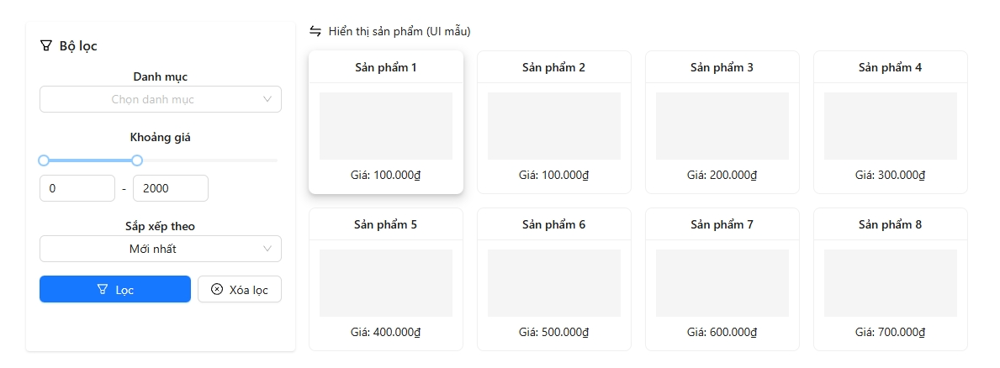 Bộ lọc
Danh mục
Chọn danh mục
Khoảng giá
0 - 2000
Sắp xếp theo
Mới nhất
Lọc
Xóa lọc
Hiển thị sản phẩm (UI mẫu)
Sản phẩm 1
Giá: 100.000₫
Sản phẩm 2
Giá: 100.000₫
Sản phẩm 3
Giá: 200.000₫
Sản phẩm 4
Giá: 300.000₫
Sản phẩm 5
Giá: 400.000₫
Sản phẩm 6
Giá: 500.000₫
Sản phẩm 7
Giá: 600.000₫
Sản phẩm 8
Giá: 700.000₫